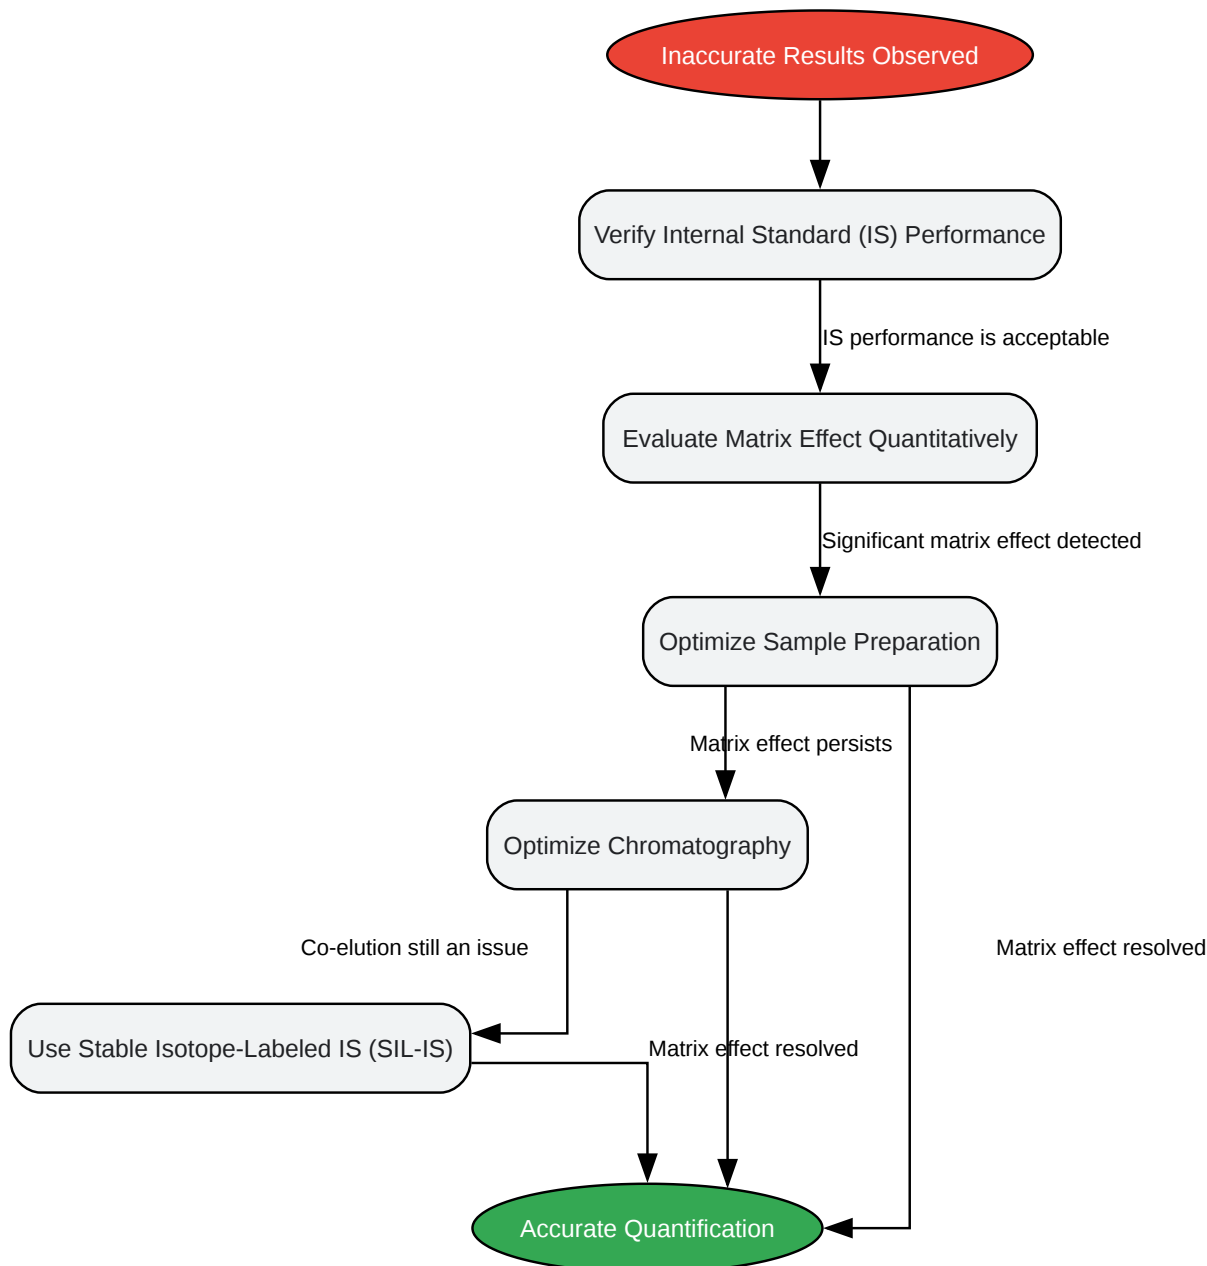 Inaccurate Results Observed
Verify Internal Standard (IS) Performance
IS performance is acceptable
Evaluate Matrix Effect Quantitatively
Significant matrix effect detected
Optimize Sample Preparation
Matrix effect persists
Optimize Chromatography
Co-elution still an issue
Matrix effect resolved
Use Stable Isotope-Labeled IS (SIL-IS)
Matrix effect resolved
Accurate Quantification